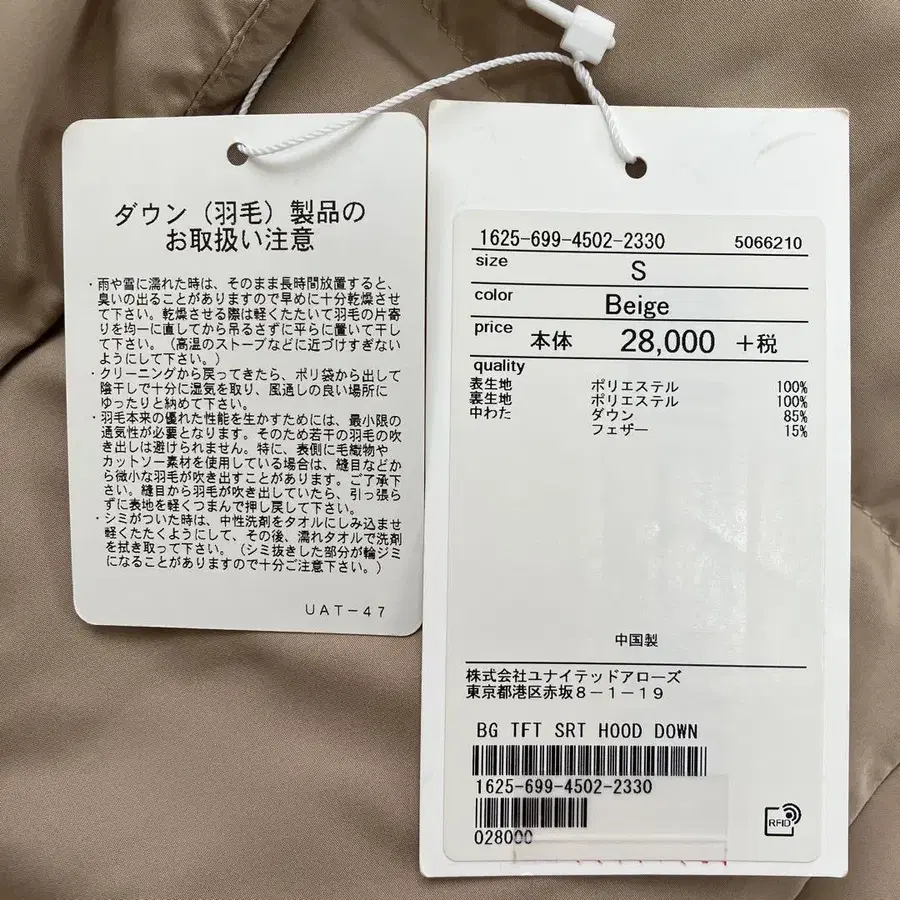 ダウン（羽毛）製品の
お取扱い注意
・雨や雪に濡れた時は、そのまま長時間放置すると、
臭いの出ることがありますので早めに十分乾燥させ
て下さい。乾燥させる際は軽くたたいて羽毛の片寄
りを均一に直してから吊るさずに平らに置いて干し
て下さい。（高温のストーブなどに近づけすぎない
ようにして下さい。）
・クリーニングから戻ってきたら、ポリ袋から出して
陰干しで十分に湿気を取り、風通しの良い場所に
ゆったりと納めて下さい。
・羽毛本来の優れた性能を生かすためには、最小限の
通気性が必要となります。そのため若干の羽毛の吹
き出しは避けられません。特に、表側に毛織物や
カットソー素材を使用している場合は、縫目などか
ら微小な羽毛が吹き出すことがあります。ご了承下
さい。縫目から羽毛が吹き出していたら、引っ張ら
ずに表地を軽くつまんで押し戻して下さい。
・シミがついた時は、中性洗剤をタオルにしみ込ませ
軽くたたくようにして、その後、濡れタオルで洗剤
を拭き取って下さい。（シミ抜きした部分が輪ジミ
になることがありますので十分ご注意下さい。）
UAT-47
1625-699-4502-2330 5066210
size S
color Beige
price 本体 28,000 +税
quality
表生地 ポリエステル 100%
裏生地 ポリエステル 100%
中わた ダウン 85%
フェザー 15%
中国製
株式会社ユナイテッドアローズ
東京都港区赤坂8-1-19
BG TFT SRT HOOD DOWN
1625-699-4502-2330
028000
RFID